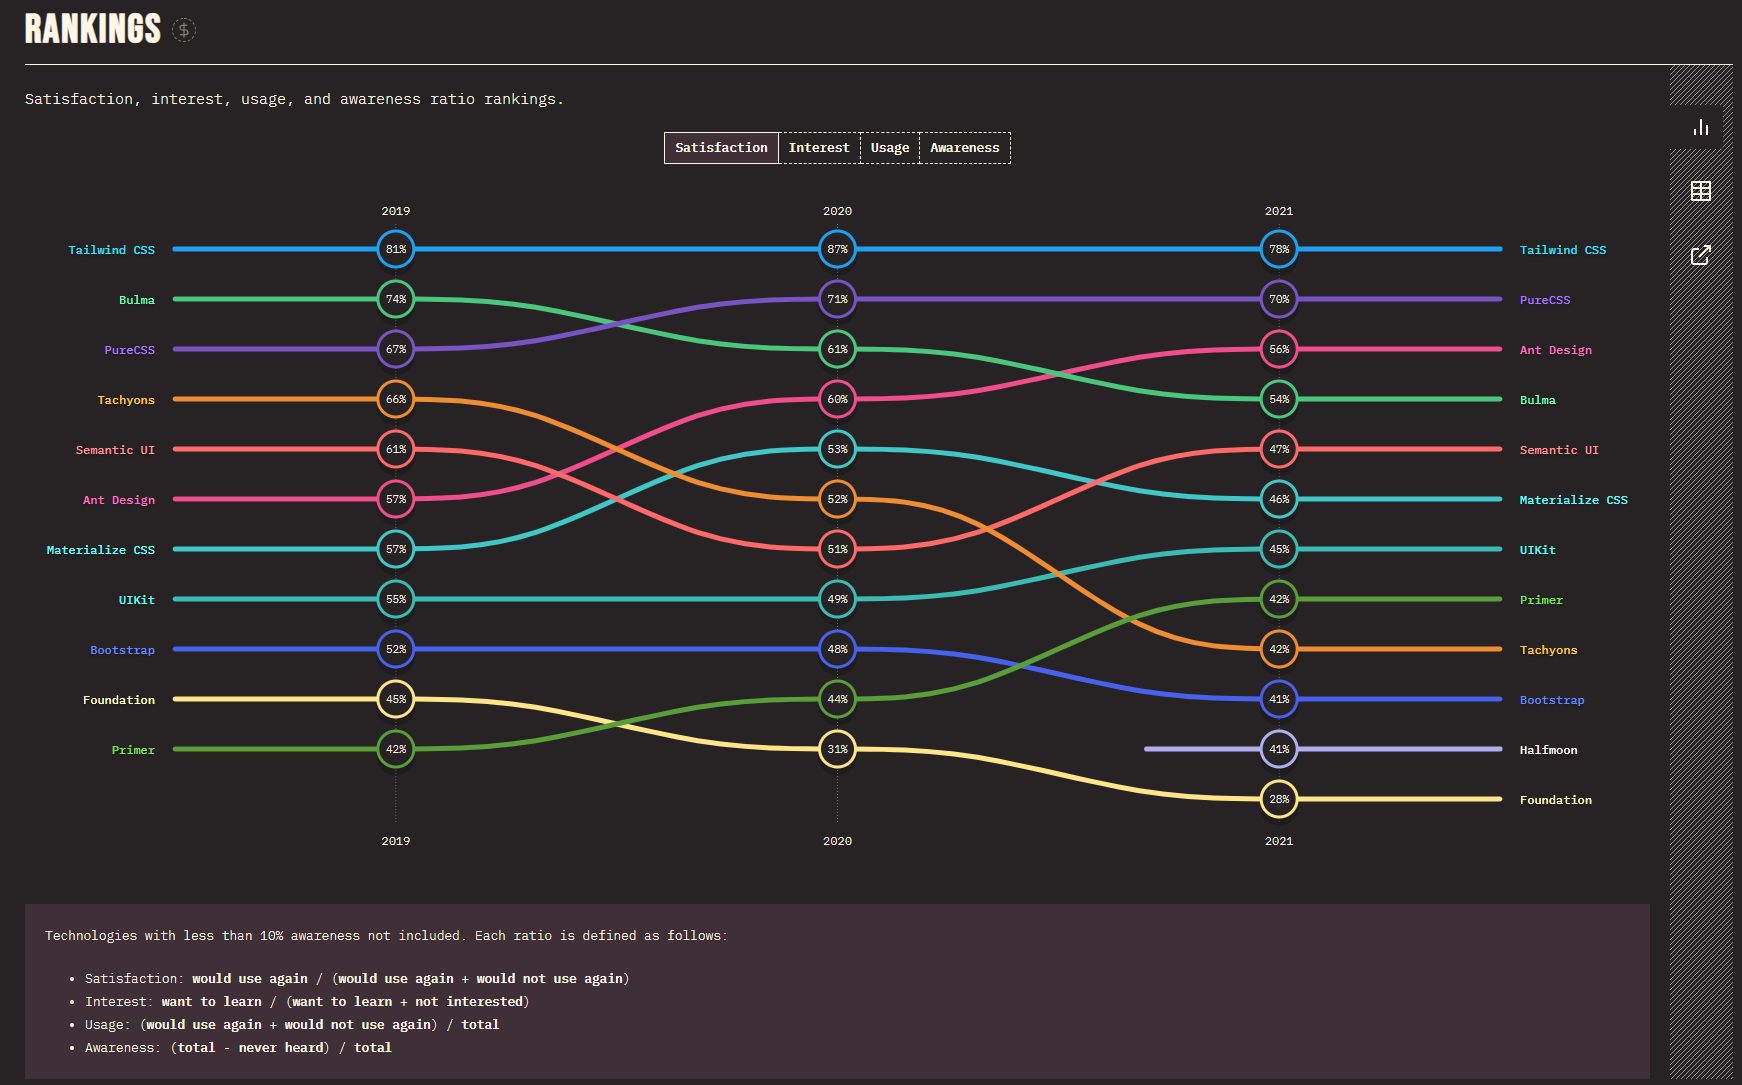 RANKINGS $
Satisfaction, interest, usage, and awareness ratio rankings.
Satisfaction Interest Usage Awareness
2019 2020 2021
Tailwind CSS 81% 87% 78% Tailwind CSS
Bulma 74% 71% 70% PureCSS
PureCSS 67% 61% 56% Ant Design
Tachyons 66% 60% 54% Bulma
Semantic UI 61% 53% 47% Semantic UI
Ant Design 57% 52% 46% Materialize CSS
Materialize CSS 57% 51% 45% UIKit
UIKit 55% 49% 42% Primer
Bootstrap 52% 48% 42% Tachyons
Foundation 45% 44% 41% Bootstrap
Primer 42% 31% 41% Halfmoon
28% Foundation
2019 2020 2021
Technologies with less than 10% awareness not included. Each ratio is defined as follows:
• Satisfaction: would use again / (would use again + would not use again)
• Interest: want to learn / (want to learn + not interested)
• Usage: (would use again + would not use again) / total
• Awareness: (total - never heard) / total